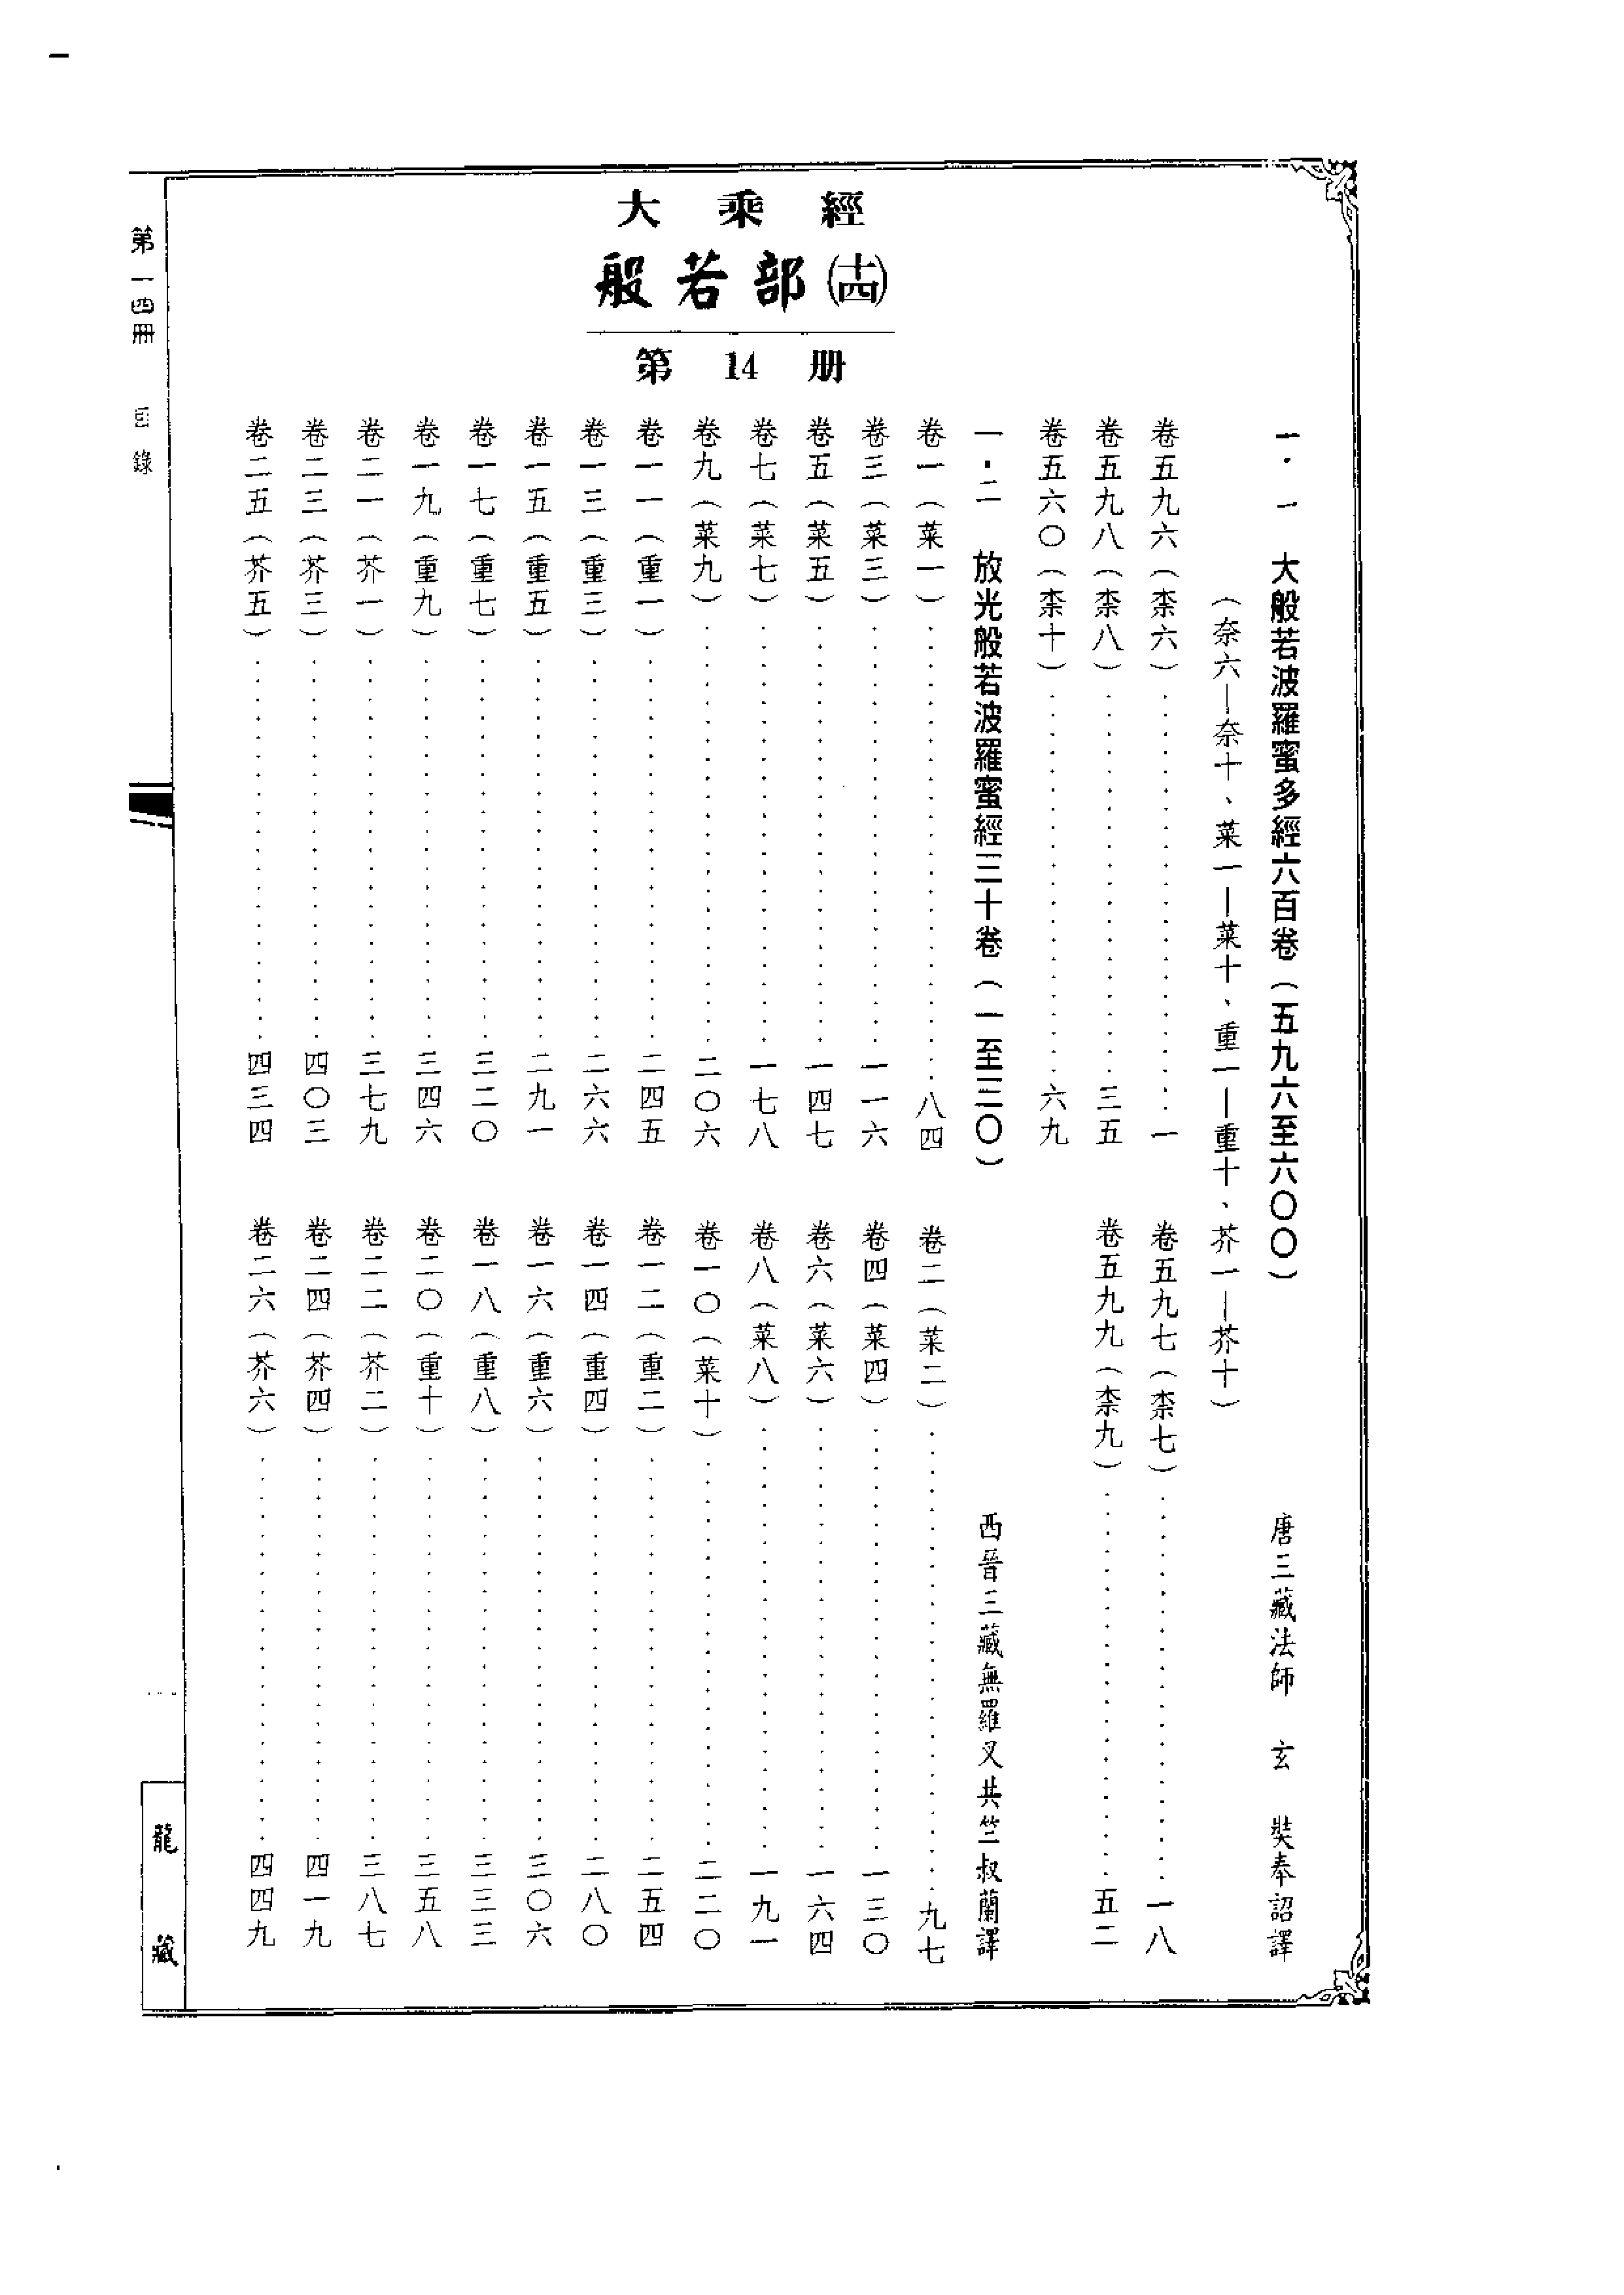 大乘經
般若部(十四)
第14册
一·一　大般若波羅蜜多經六百卷（五九六至六〇〇）　唐三藏法師　玄　奘奉詔譯
（奈六—奈十、菜一—菜十、重一—重十、芥一—芥十）
卷五九六（柰六）……一　卷五九七（柰七）……一八
卷五九八（柰八）……三五　卷五九九（柰九）……五二
卷五六〇（柰十）……六九
一·二　放光般若波羅蜜經三十卷（一至三〇）　西晉三藏無羅叉共竺叔蘭譯
卷一（菜一）……八四　卷二（菜二）……九七
卷三（菜三）……一一六　卷四（菜四）……一三〇
卷五（菜五）……一四七　卷六（菜六）……一六四
卷七（菜七）……一七八　卷八（菜八）……一九一
卷九（菜九）……二〇六　卷一〇（菜十）……二二〇
卷一一（重一）……二四五　卷一二（重二）……二五四
卷一三（重三）……二六六　卷一四（重四）……二八〇
卷一五（重五）……二九一　卷一六（重六）……三〇六
卷一七（重七）……三二〇　卷一八（重八）……三三三
卷一九（重九）……三四六　卷二〇（重十）……三五八
卷二一（芥一）……三七九　卷二二（芥二）……三八七
卷二三（芥三）……四〇三　卷二四（芥四）……四一九
卷二五（芥五）……四三四　卷二六（芥六）……四四九
第一四冊　目錄
龍藏